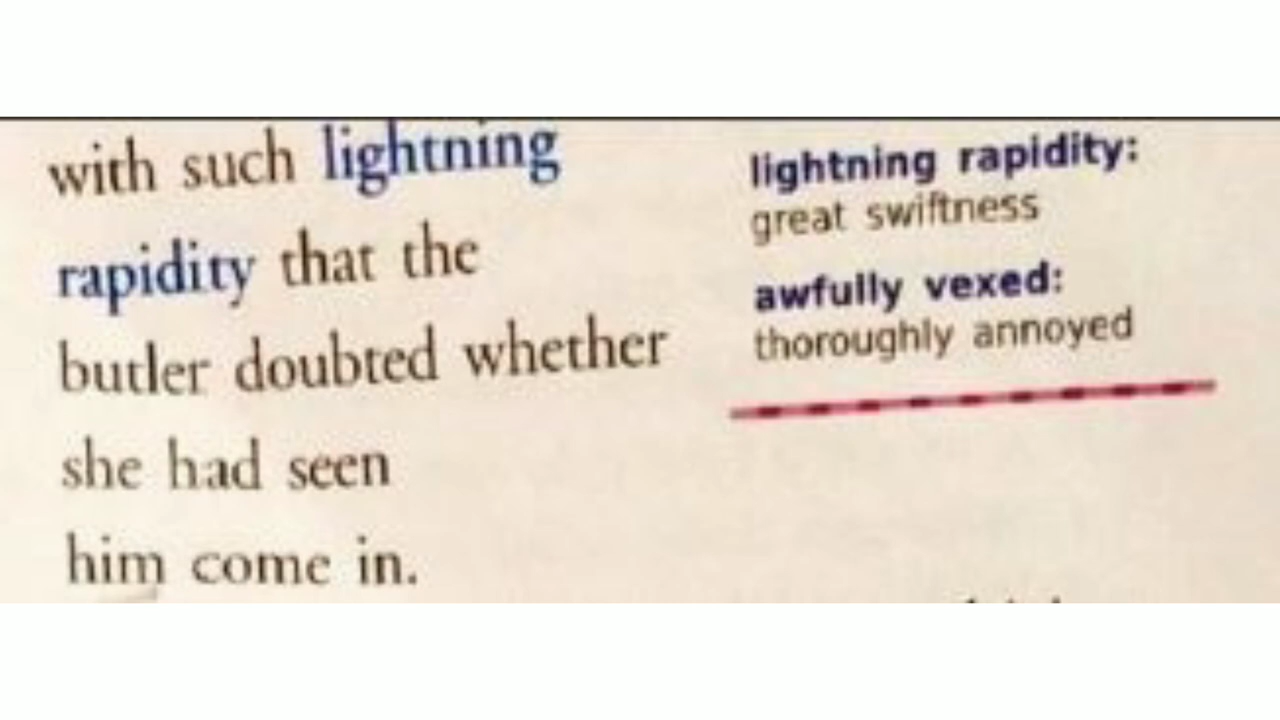 with such lightning
rapidity that the
butler doubted whether
she had seen
him come in.
lightning rapidity:
great swiftness
awfully vexed:
thoroughly annoyed